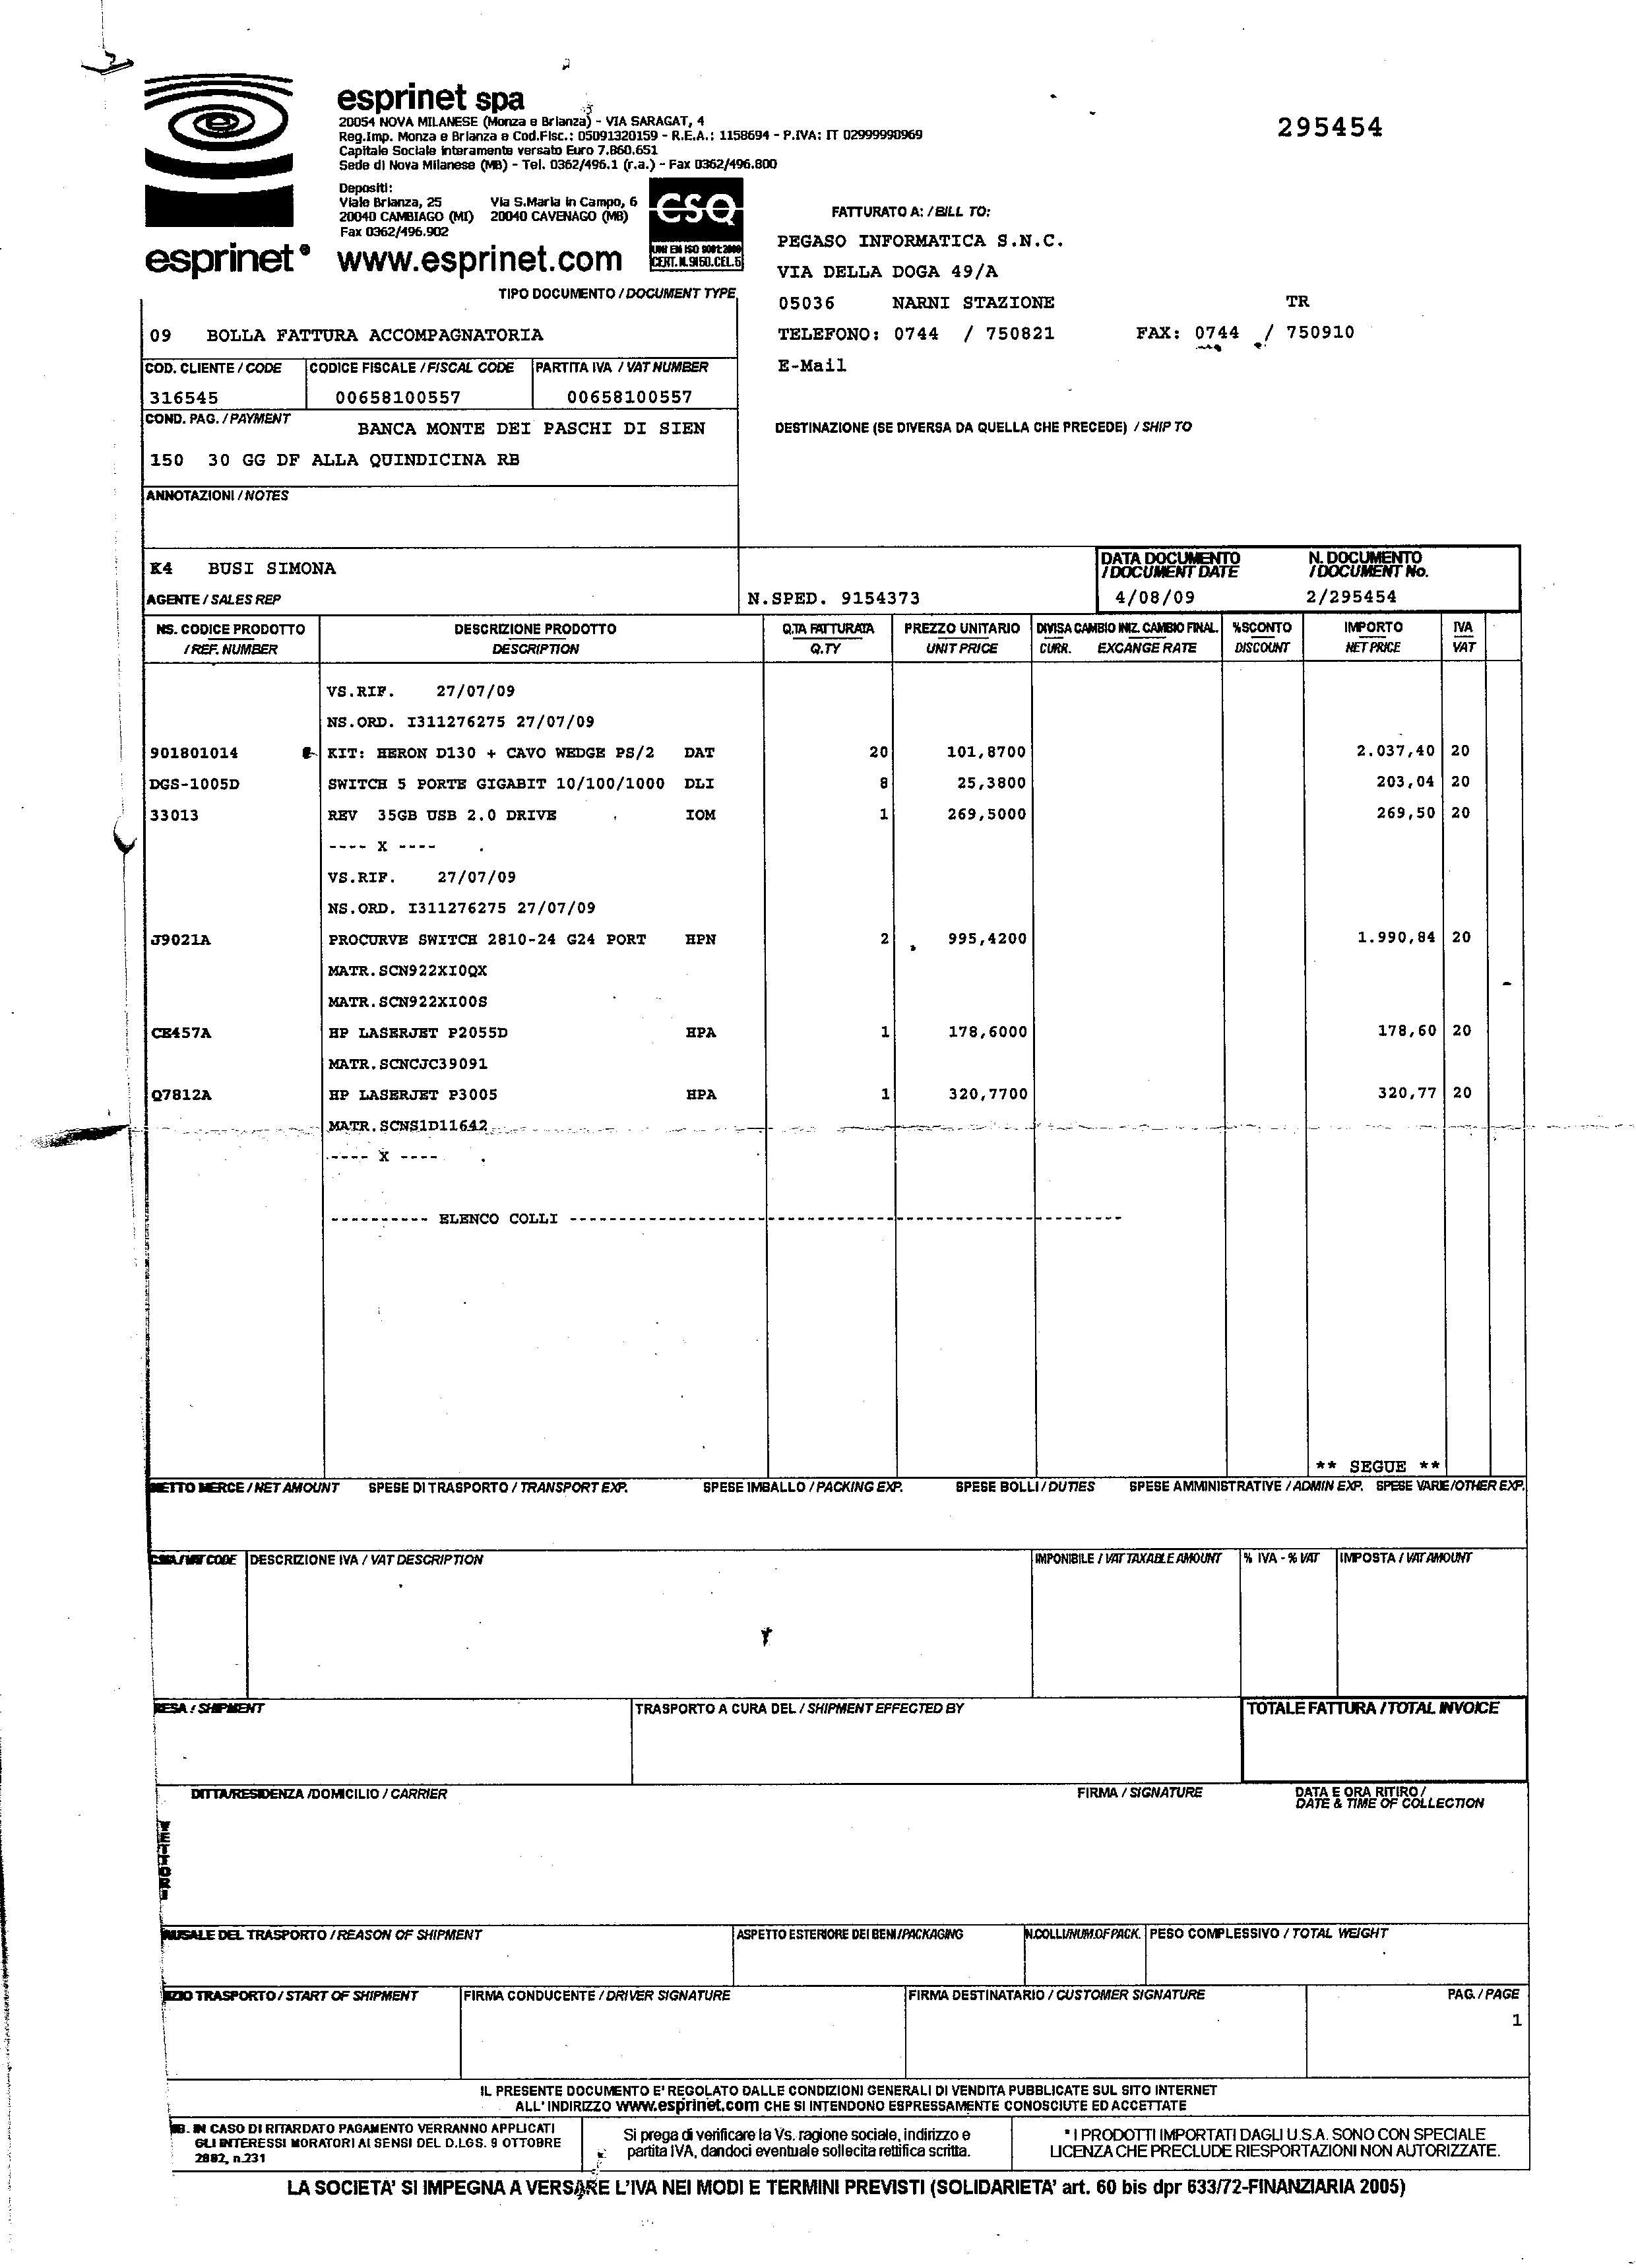 esprinet spa
20054 NOVA MILANESE (Monza e Brianza) - VIA SARAGAT, 4
Reg.Imp. Monza e Brianza e Cod.Fisc.: 05091320159 - R.E.A.: 1158694 - P.IVA: IT 02999990969
Capitale Sociale interamente versato Euro 7.860.651
Sede di Nova Milanese (MB) - Tel. 0362/496.1 (r.a.) - Fax 0362/496.800
295454
Depositi:
Viale Brianza, 25 Via S.Maria in Campo, 6
20040 CAMBIAGO (MI) 20040 CAVENAGO (MB)
Fax 0362/496.902
CSQ
UNI EN ISO 9001:2000
CERT. N. 9150.CEL.5
esprinet www.esprinet.com
FATTURATO A: / BILL TO:
PEGASO INFORMATICA S.N.C.
VIA DELLA DOGA 49/A
05036 NARNI STAZIONE TR
TELEFONO: 0744 / 750821 FAX: 0744 / 750910
E-Mail
TIPO DOCUMENTO / DOCUMENT TYPE
09 BOLLA FATTURA ACCOMPAGNATORIA
COD. CLIENTE / CODE CODICE FISCALE / FISCAL CODE PARTITA IVA / VAT NUMBER
316545 00658100557 00658100557
COND. PAG. / PAYMENT
BANCA MONTE DEI PASCHI DI SIEN
150 30 GG DF ALLA QUINDICINA RB
DESTINAZIONE (SE DIVERSA DA QUELLA CHE PRECEDE) / SHIP TO
ANNOTAZIONI / NOTES
K4 BUSI SIMONA
AGENTE / SALES REP
N.SPED. 9154373
DATA DOCUMENTO / DOCUMENT DATE N. DOCUMENTO / DOCUMENT No.
4/08/09 2/295454
NS. CODICE PRODOTTO DESCRIZIONE PRODOTTO Q.TA FATTURATA PREZZO UNITARIO DIVISA CAMBIO INIZ. CAMBIO FINAL. %SCONTO IMPORTO IVA
/ REF. NUMBER DESCRIPTION Q.TY UNIT PRICE CURR. EXCANGE RATE DISCOUNT NET PRICE VAT
VS.RIF. 27/07/09
NS.ORD. I311276275 27/07/09
901801014 KIT: HERON D130 + CAVO WEDGE PS/2 DAT 20 101,8700 2.037,40 20
DGS-1005D SWITCH 5 PORTE GIGABIT 10/100/1000 DLI 8 25,3800 203,04 20
33013 REV 35GB USB 2.0 DRIVE IOM 1 269,5000 269,50 20
---- X ---- .
VS.RIF. 27/07/09
NS.ORD. I311276275 27/07/09
J9021A PROCURVE SWITCH 2810-24 G24 PORT HPN 2 995,4200 1.990,84 20
MATR.SCN922XI0QX
MATR.SCN922XI00S
CE457A HP LASERJET P2055D HPA 1 178,6000 178,60 20
MATR.SCNCJC39091
Q7812A HP LASERJET P3005 HPA 1 320,7700 320,77 20
MATR.SCNS1D11642
---- X ---- .
---------- ELENCO COLLI ----------
** SEGUE **
NETTO MERCE / NET AMOUNT SPESE DI TRASPORTO / TRANSPORT EXP. SPESE IMBALLO / PACKING EXP. SPESE BOLLI / DUTIES SPESE AMMINISTRATIVE / ADMIN EXP. SPESE VARIE/OTHER EXP.
CODE DESCRIZIONE IVA / VAT DESCRIPTION IMPONIBILE / VAT TAXABLE AMOUNT % IVA - % VAT IMPOSTA / VAT AMOUNT
RESA / SHIPMENT TRASPORTO A CURA DEL / SHIPMENT EFFECTED BY TOTALE FATTURA / TOTAL INVOICE
DITTA/RESIDENZA /DOMICILIO / CARRIER FIRMA / SIGNATURE DATA E ORA RITIRO /
DATE & TIME OF COLLECTION
VETTORI
CAUSALE DEL TRASPORTO / REASON OF SHIPMENT ASPETTO ESTERIORE DEI BENI/PACKAGING N.COLLI/NUM.OF PACK. PESO COMPLESSIVO / TOTAL WEIGHT
INIZIO TRASPORTO / START OF SHIPMENT FIRMA CONDUCENTE / DRIVER SIGNATURE FIRMA DESTINATARIO / CUSTOMER SIGNATURE PAG. / PAGE
1
IL PRESENTE DOCUMENTO E' REGOLATO DALLE CONDIZIONI GENERALI DI VENDITA PUBBLICATE SUL SITO INTERNET
ALL' INDIRIZZO www.esprinet.com CHE SI INTENDONO ESPRESSAMENTE CONOSCIUTE ED ACCETTATE
NB. IN CASO DI RITARDATO PAGAMENTO VERRANNO APPLICATI
GLI INTERESSI MORATORI AI SENSI DEL D.LGS. 9 OTTOBRE
2002, n.231
Si prega di verificare la Vs. ragione sociale, indirizzo e
partita IVA, dandoci eventuale sollecita rettifica scritta.
* I PRODOTTI IMPORTATI DAGLI U.S.A. SONO CON SPECIALE
LICENZA CHE PRECLUDE RIESPORTAZIONI NON AUTORIZZATE.
LA SOCIETA' SI IMPEGNA A VERSARE L'IVA NEI MODI E TERMINI PREVISTI (SOLIDARIETA' art. 60 bis dpr 633/72-FINANZIARIA 2005)